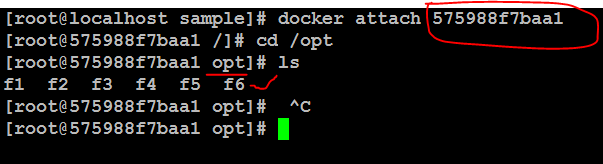 [root@localhost sample]# docker attach 575988f7baa1
[root@575988f7baa1 /]# cd /opt
[root@575988f7baa1 opt]# ls
f1  f2  f3  f4  f5  f6
[root@575988f7baa1 opt]#  ^C
[root@575988f7baa1 opt]#